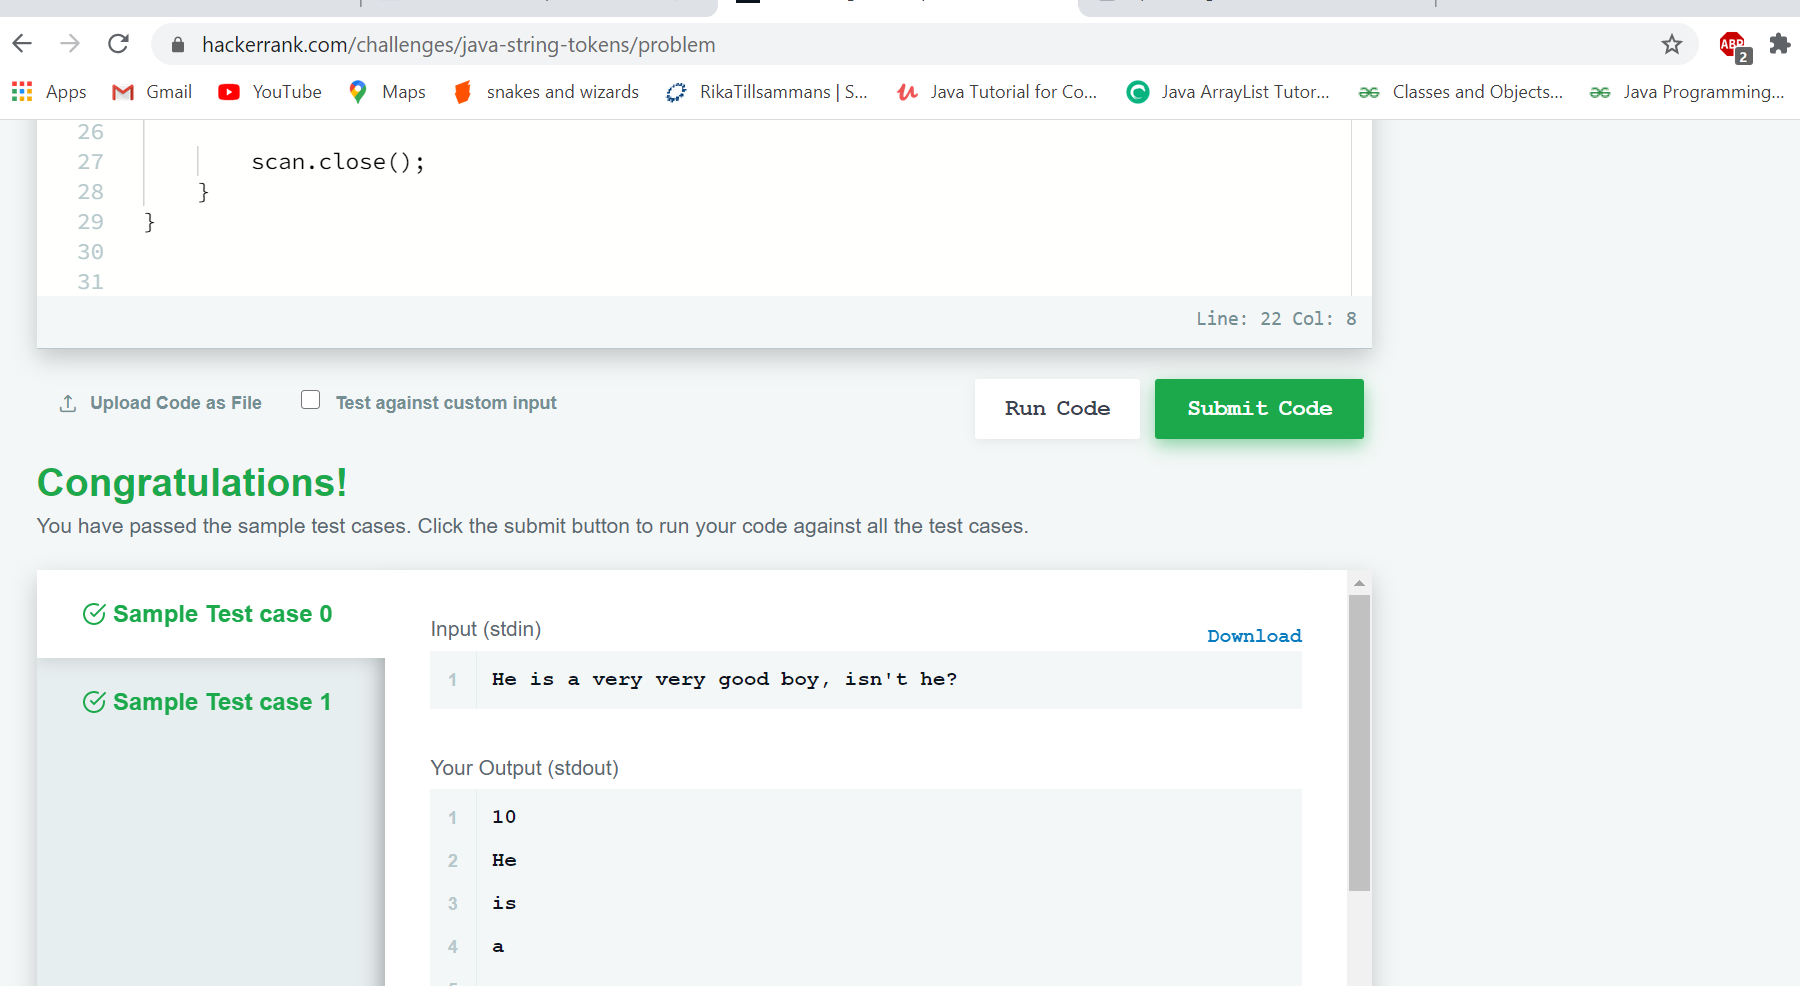 hackerrank.com/challenges/java-string-tokens/problem
ABP
2
Apps Gmail YouTube Maps snakes and wizards RikaTillsammans | S... Java Tutorial for Co... Java ArrayList Tutor... Classes and Objects... Java Programming...
26
27 scan.close();
28 }
29 }
30
31
Line: 22 Col: 8
Upload Code as File Test against custom input Run Code Submit Code
Congratulations!
You have passed the sample test cases. Click the submit button to run your code against all the test cases.
Sample Test case 0
Sample Test case 1
Input (stdin)
Download
1 He is a very very good boy, isn't he?
Your Output (stdout)
1 10
2 He
3 is
4 a